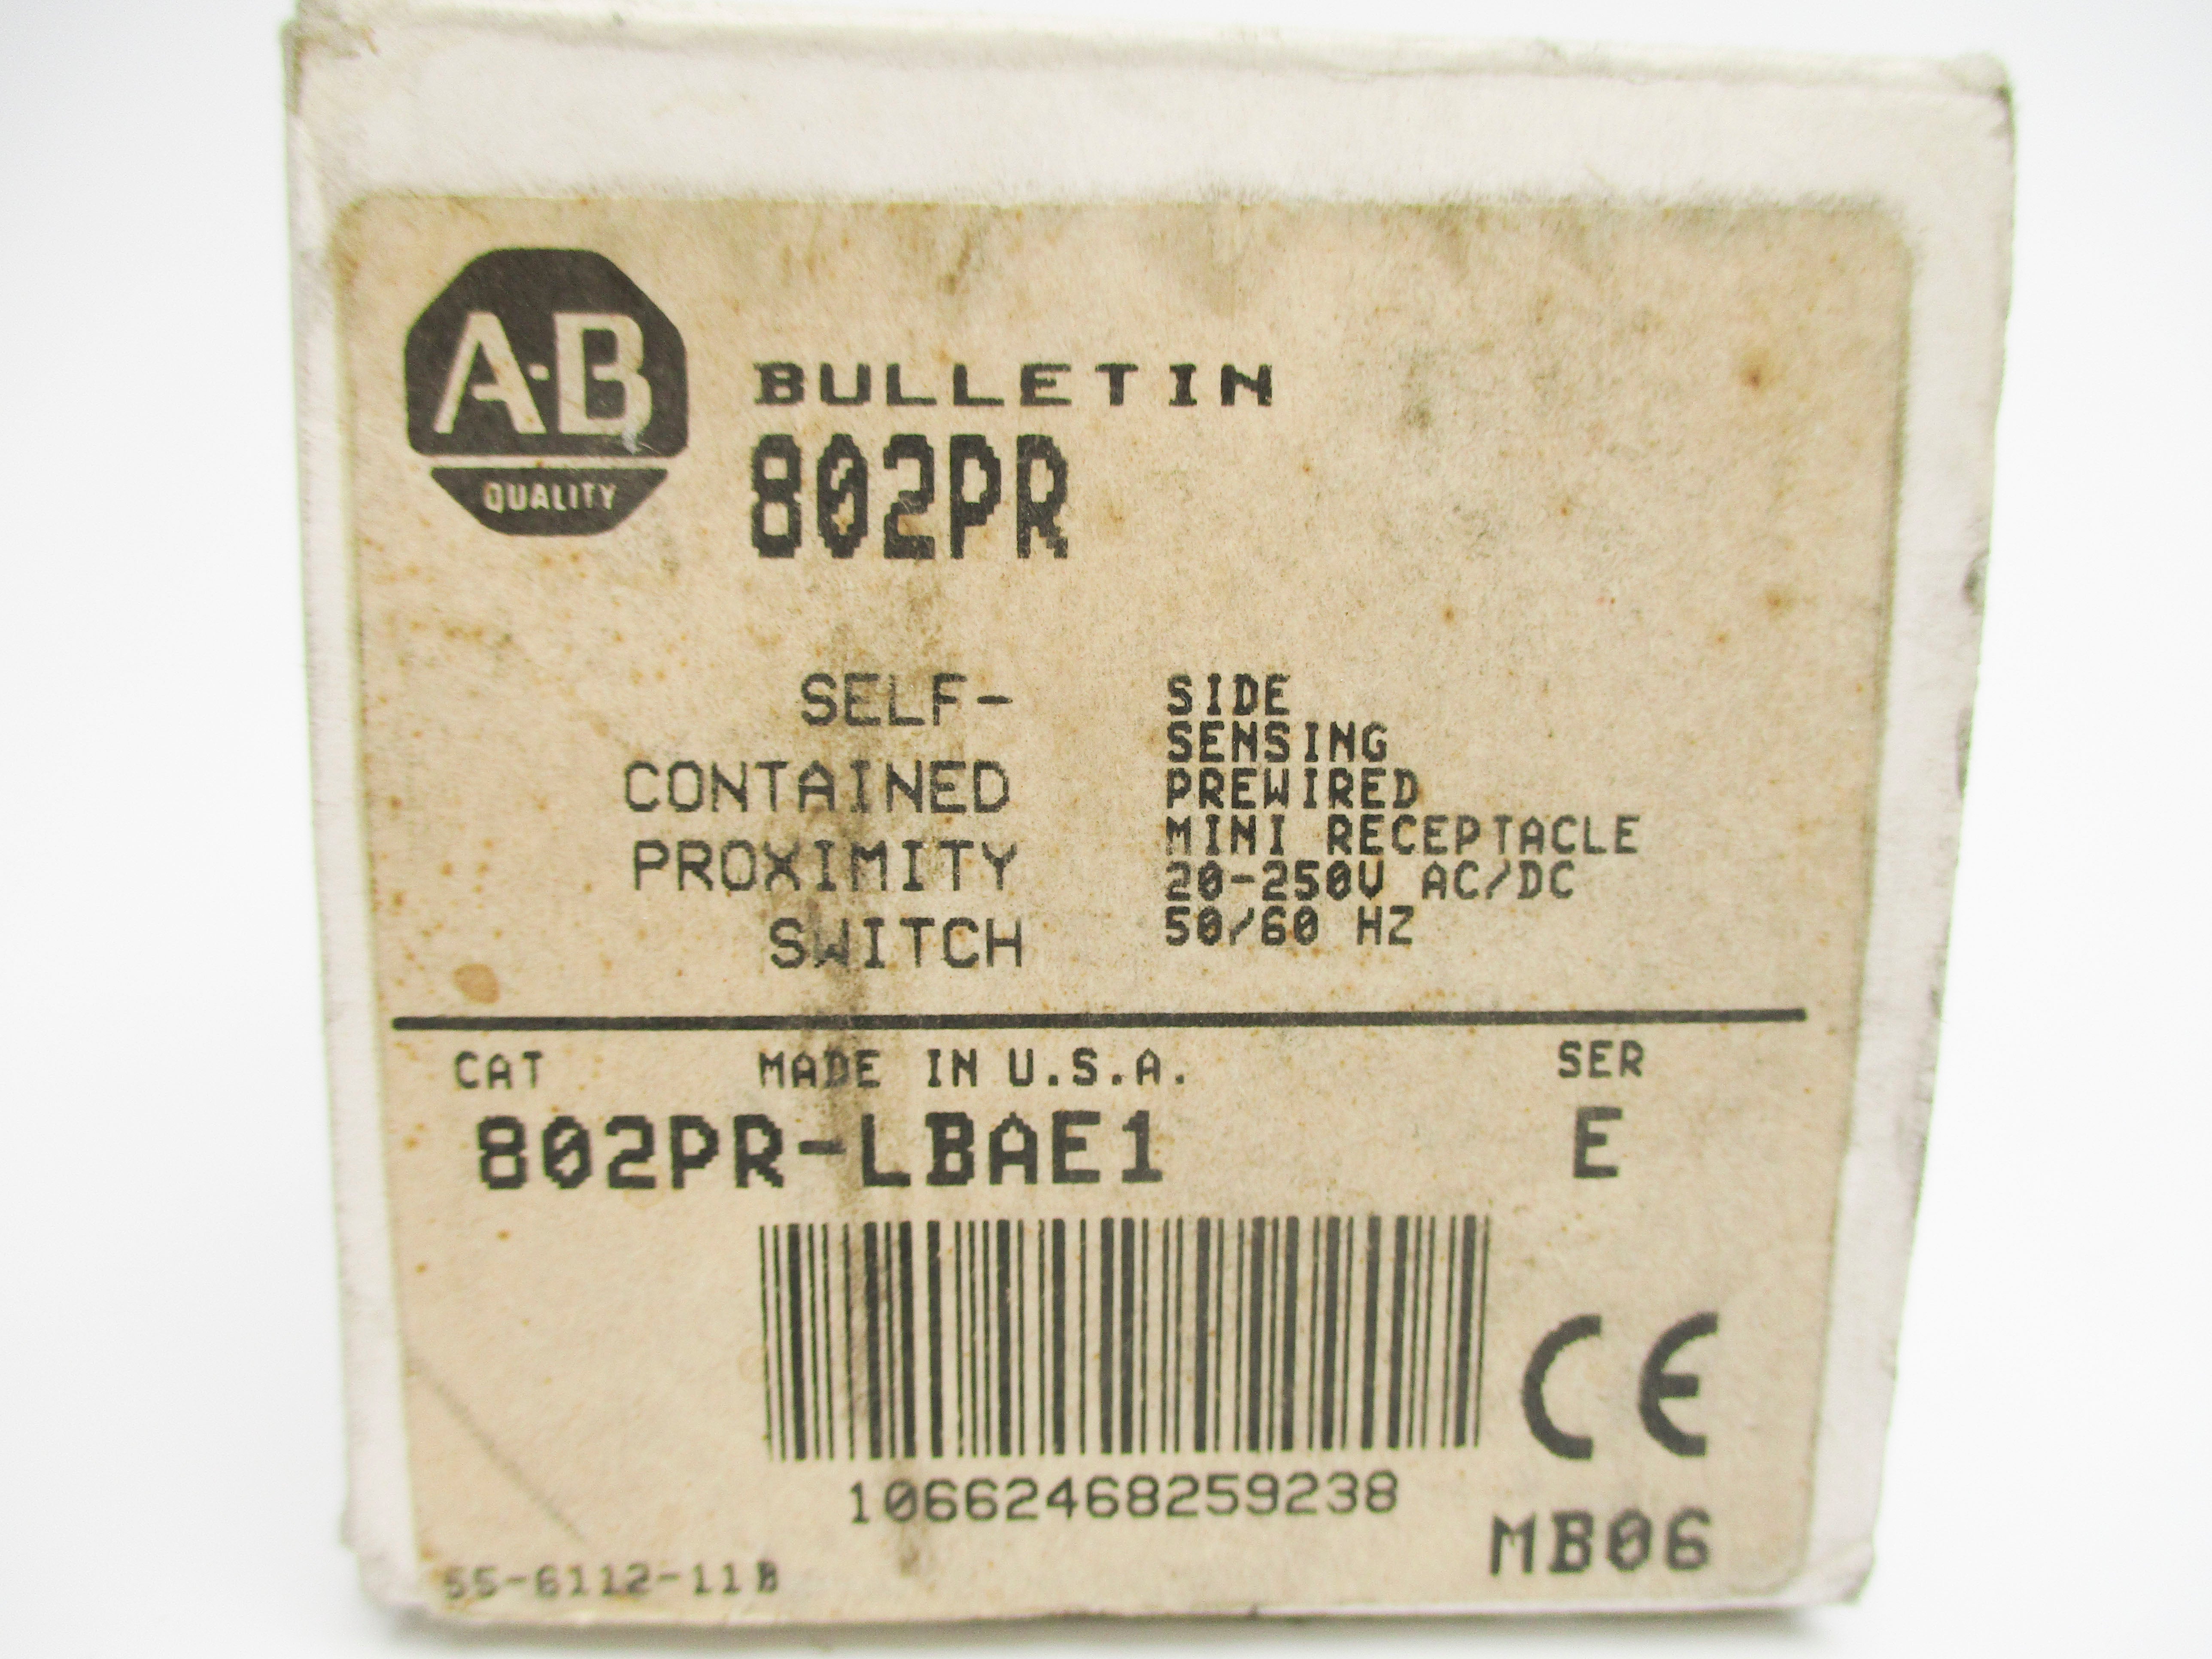 A-B
QUALITY
BULLETIN
802PR
SELF-
CONTAINED
PROXIMITY
SWITCH
SIDE
SENSING
PREWIRED
MINI RECEPTACLE
20-250V AC/DC
50/60 HZ
CAT MADE IN U.S.A. SER
802PR-LBAE1 E
10662468259238
CE
MB06
55-6112-11B